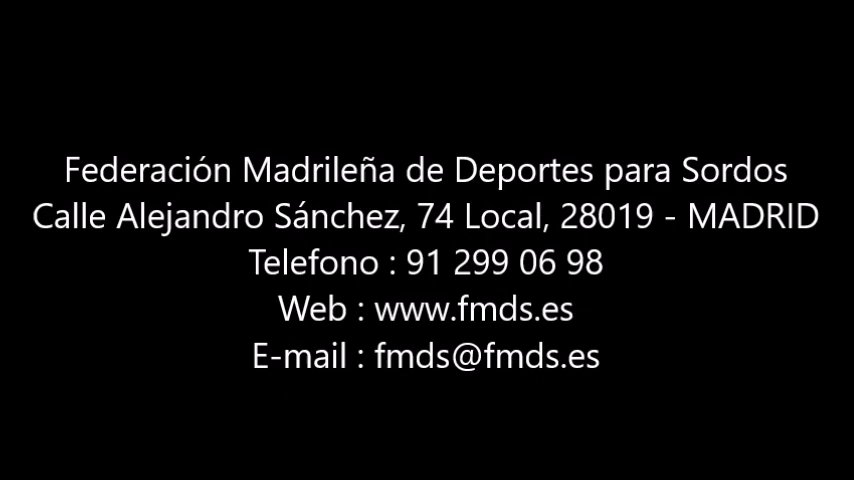 Federación Madrileña de Deportes para Sordos
Calle Alejandro Sánchez, 74 Local, 28019 - MADRID
Telefono : 91 299 06 98
Web : www.fmds.es
E-mail : fmds@fmds.es